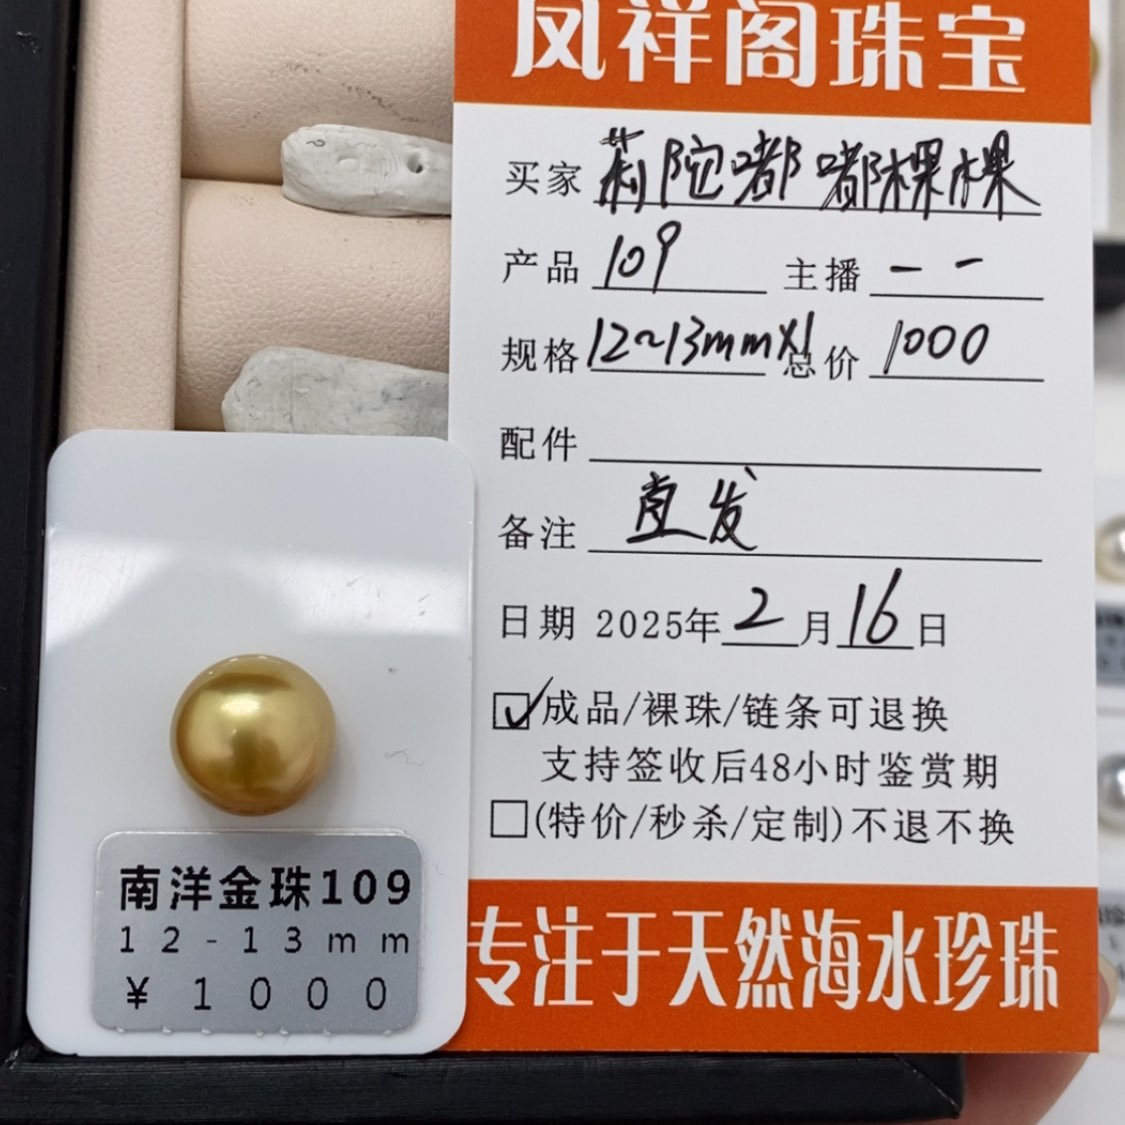 凤祥阁珠宝
买家 莉陀嘟嘟棵棵
产品 109 主播 一一
规格 12~13mmX1 总价 1000
配件
备注 直发
日期 2025年2月16日
成品/裸珠/链条可退换
支持签收后48小时鉴赏期
(特价/秒杀/定制)不退不换
专注于天然海水珍珠
南洋金珠109
12-13mm
¥ 1000